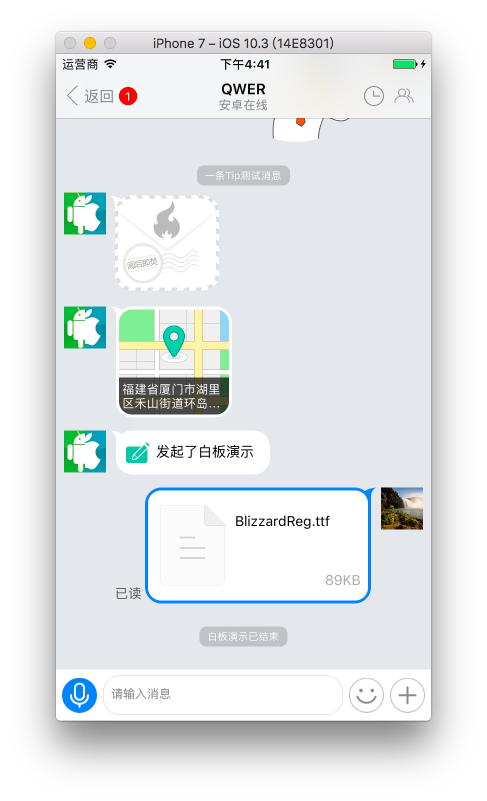 iPhone 7 – iOS 10.3 (14E8301)
运营商 下午4:41
返回 1 QWER
安卓在线
一条Tip测试消息
阅后即焚
福建省厦门市湖里
区禾山街道环岛...
发起了白板演示
BlizzardReg.ttf
89KB
已读
白板演示已结束
请输入消息